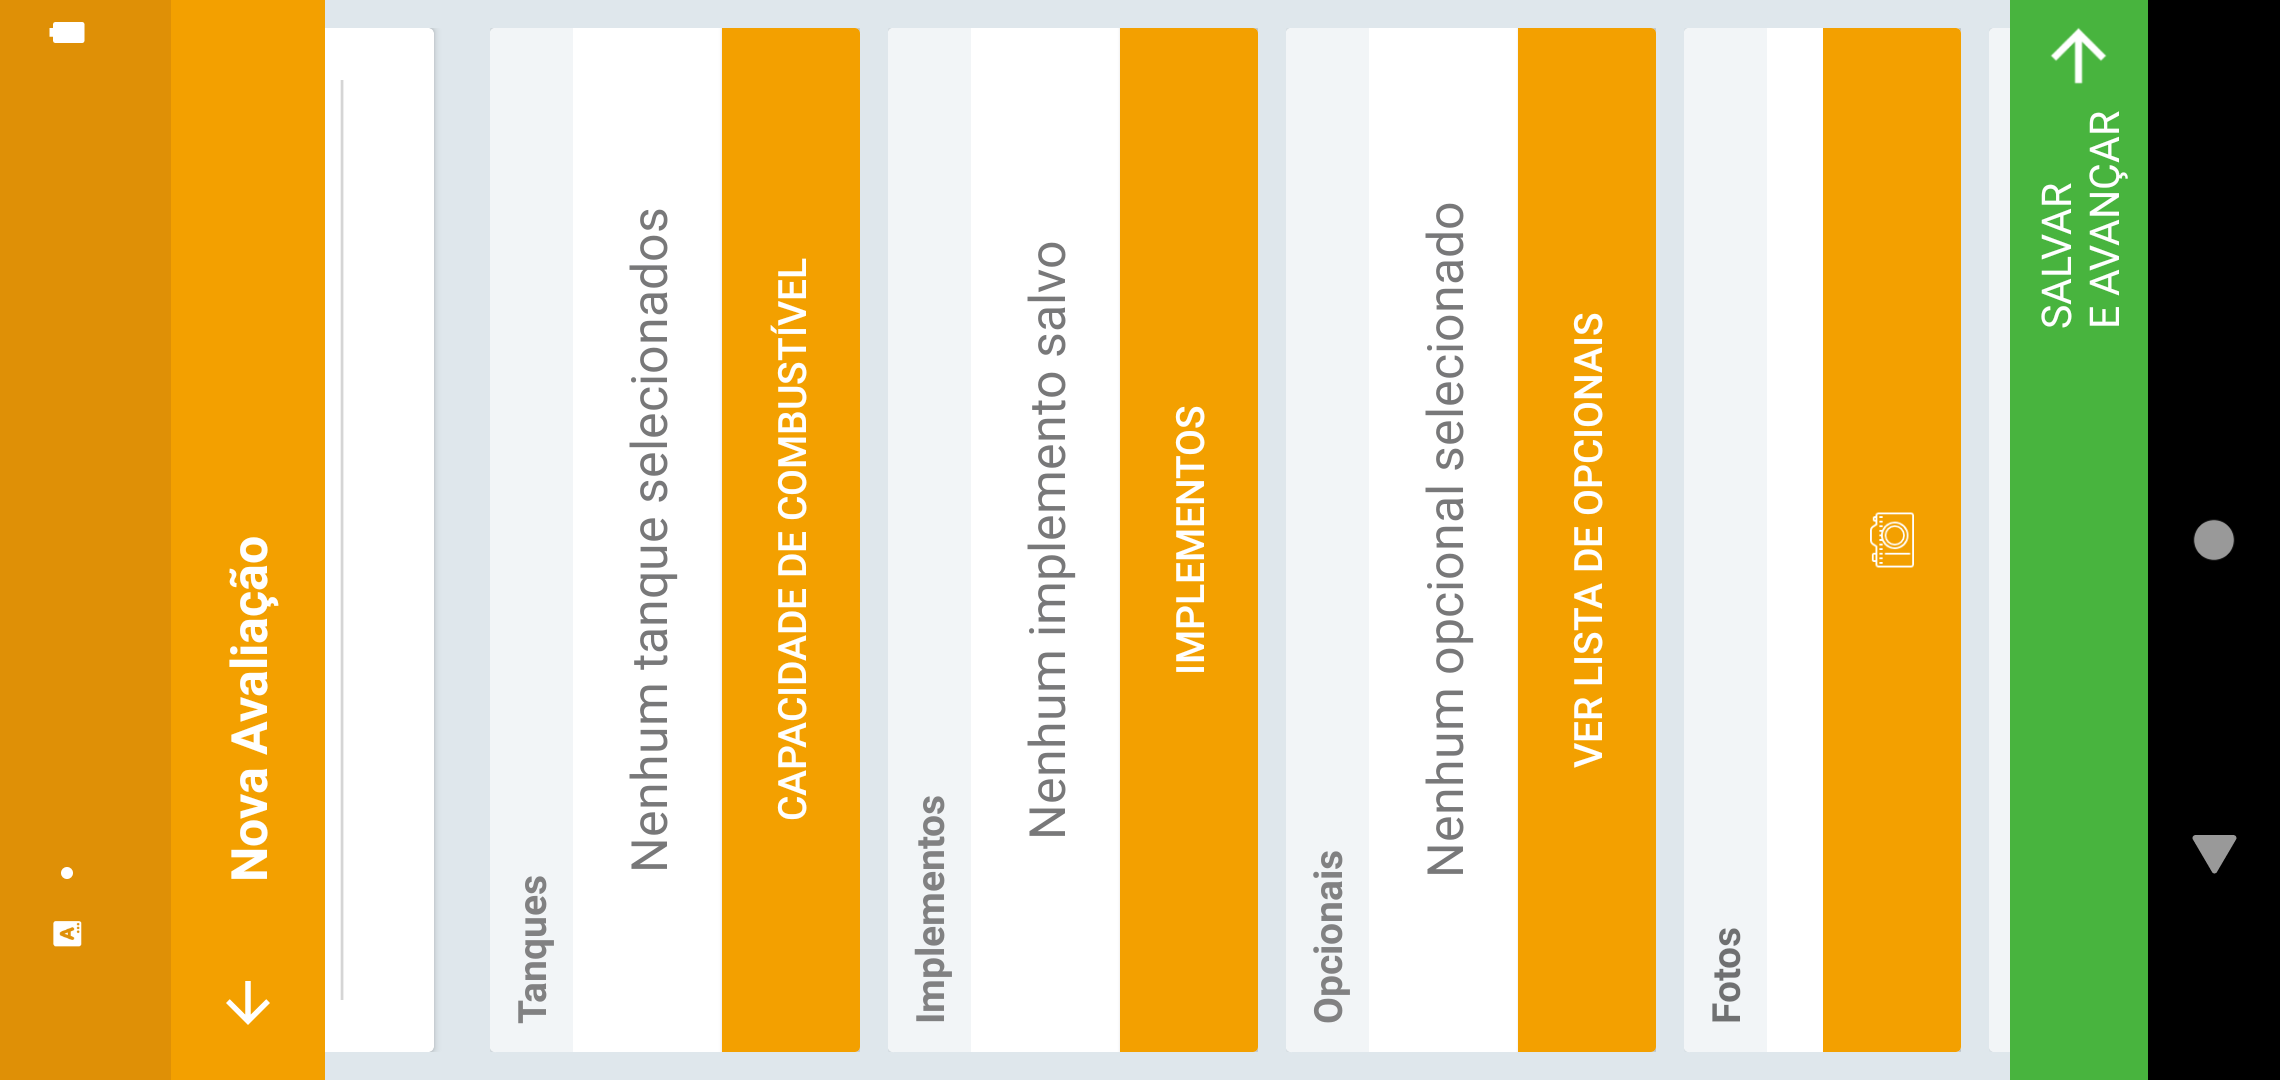 Nova Avaliação
Tanques
Nenhum tanque selecionados
CAPACIDADE DE COMBUSTÍVEL
Implementos
Nenhum implemento salvo
IMPLEMENTOS
Opcionais
Nenhum opcional selecionado
VER LISTA DE OPCIONAIS
Fotos
SALVAR
E AVANÇAR